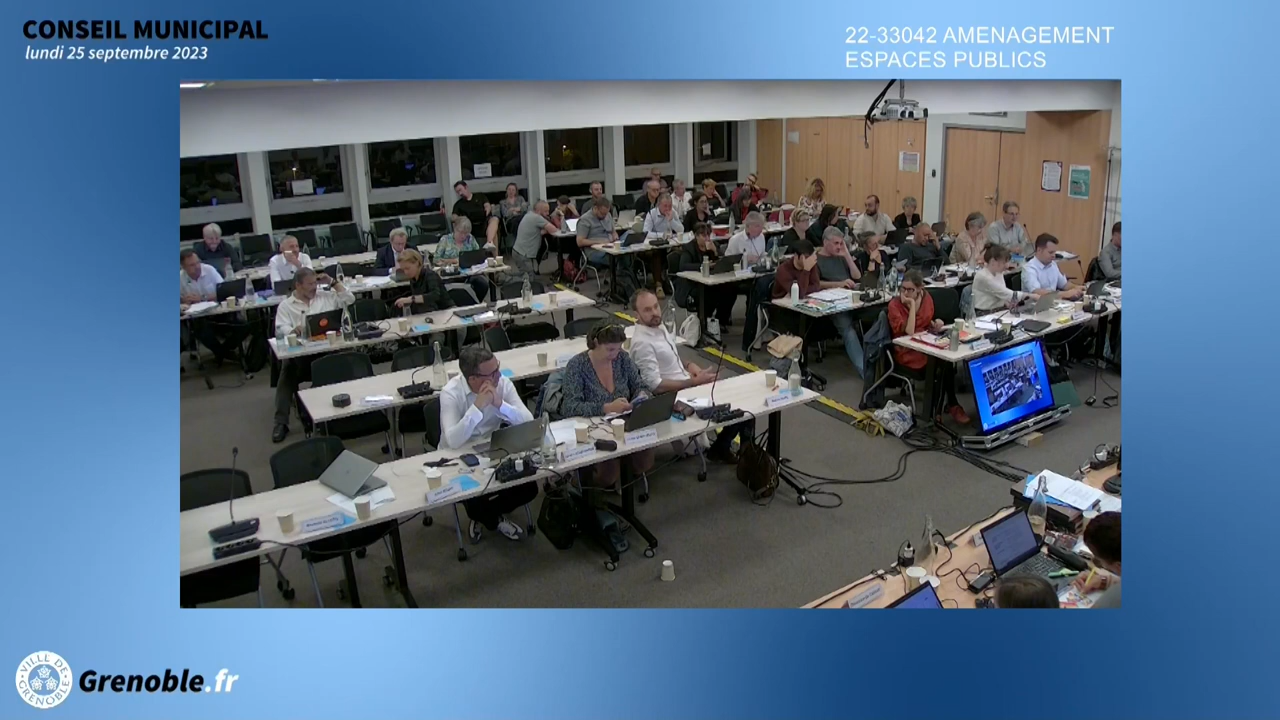 CONSEIL MUNICIPAL
lundi 25 septembre 2023
22-33042 AMENAGEMENT
ESPACES PUBLICS
VILLE DE GRENOBLE
Grenoble.fr